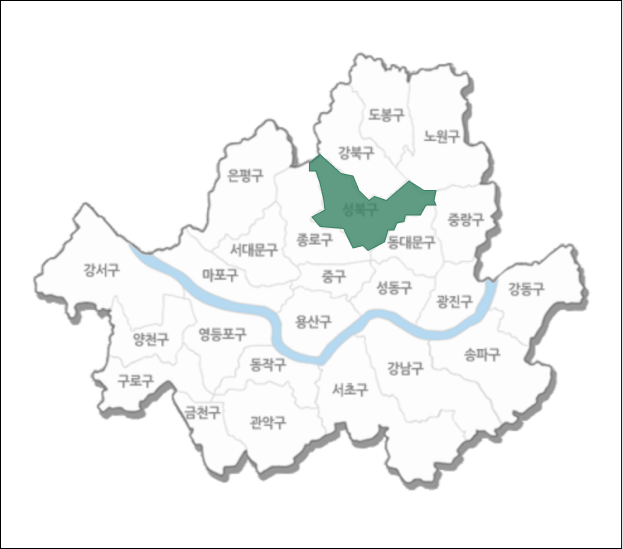 도봉구
노원구
강북구
은평구
성북구
중랑구
종로구
동대문구
서대문구
강서구
마포구
중구
성동구
광진구
강동구
용산구
양천구
영등포구
송파구
동작구
강남구
구로구
서초구
금천구
관악구